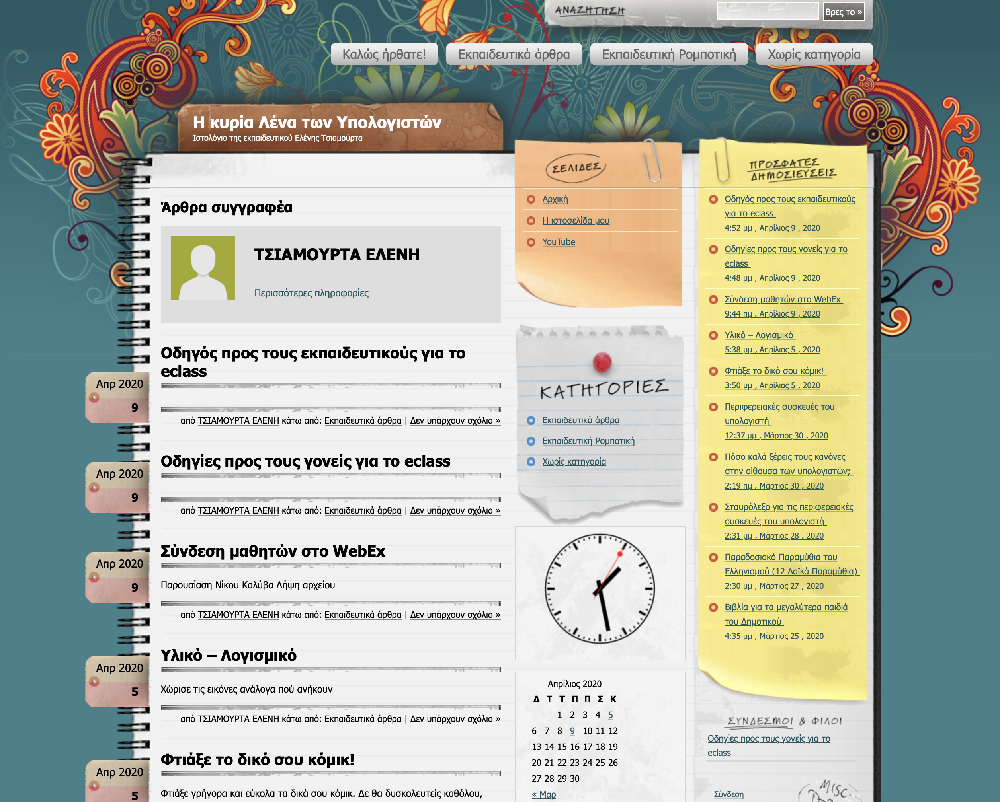 ΑΝΑΖΗΤΗΣΗ
Βρες το »
Καλώς ήρθατε!
Εκπαιδευτικά άρθρα
Εκπαιδευτική Ρομποτική
Χωρίς κατηγορία
Η κυρία Λένα των Υπολογιστών
Ιστολόγιο της εκπαιδευτικού Ελένης Τσιαμούρτα
Άρθρα συγγραφέα
ΤΣΙΑΜΟΥΡΤΑ ΕΛΕΝΗ
Περισσότερες πληροφορίες
Απρ 2020
9
Οδηγός προς τους εκπαιδευτικούς για το
eclass
από ΤΣΙΑΜΟΥΡΤΑ ΕΛΕΝΗ κάτω από: Εκπαιδευτικά άρθρα | Δεν υπάρχουν σχόλια »
Απρ 2020
9
Οδηγίες προς τους γονείς για το eclass
από ΤΣΙΑΜΟΥΡΤΑ ΕΛΕΝΗ κάτω από: Εκπαιδευτικά άρθρα | Δεν υπάρχουν σχόλια »
Απρ 2020
9
Σύνδεση μαθητών στο WebEx
Παρουσίαση Νίκου Καλύβα Λήψη αρχείου
από ΤΣΙΑΜΟΥΡΤΑ ΕΛΕΝΗ κάτω από: Εκπαιδευτικά άρθρα | Δεν υπάρχουν σχόλια »
Απρ 2020
5
Υλικό – Λογισμικό
Χώρισε τις εικόνες ανάλογα πού ανήκουν
από ΤΣΙΑΜΟΥΡΤΑ ΕΛΕΝΗ κάτω από: Εκπαιδευτικά άρθρα | Δεν υπάρχουν σχόλια »
Απρ 2020
5
Φτιάξε το δικό σου κόμικ!
Φτιάξε γρήγορα και εύκολα τα δικά σου κόμικ. Δε θα δυσκολευτείς καθόλου,
ΣΕΛΙΔΕΣ
Αρχική
Η ιστοσελίδα μου
YouTube
ΚΑΤΗΓΟΡΙΕΣ
Εκπαιδευτικά άρθρα
Εκπαιδευτική Ρομποτική
Χωρίς κατηγορία
Απρίλιος 2020
Δ Τ Τ Π Π Σ Κ
1 2 3 4 5
6 7 8 9 10 11 12
13 14 15 16 17 18 19
20 21 22 23 24 25 26
27 28 29 30
« Μαρ
ΠΡΟΣΦΑΤΕΣ
ΔΗΜΟΣΙΕΥΣΕΙΣ
Οδηγός προς τους εκπαιδευτικούς
για το eclass
4:52 μμ , Απρίλιος 9 , 2020
Οδηγίες προς τους γονείς για το
eclass
4:48 μμ , Απρίλιος 9 , 2020
Σύνδεση μαθητών στο WebEx
9:44 πμ , Απρίλιος 9 , 2020
Υλικό – Λογισμικό
5:38 μμ , Απρίλιος 5 , 2020
Φτιάξε το δικό σου κόμικ!
3:50 μμ , Απρίλιος 5 , 2020
Περιφερειακές συσκευές του
υπολογιστή
12:37 μμ , Μάρτιος 30 , 2020
Πόσο καλά ξέρεις τους κανόνες
στην αίθουσα των υπολογιστών;
2:19 πμ , Μάρτιος 30 , 2020
Σταυρόλεξο για τις περιφερειακές
συσκευές του υπολογιστή
2:31 μμ , Μάρτιος 28 , 2020
Παραδοσιακά Παραμύθια του
Ελληνισμού (12 Λαϊκά Παραμύθια)
2:30 μμ , Μάρτιος 27 , 2020
Βιβλία για τα μεγαλύτερα παιδιά
του Δημοτικού
4:35 μμ , Μάρτιος 25 , 2020
ΣΥΝΔΕΣΜΟΙ & ΦΙΛΟΙ
Οδηγίες προς τους γονείς για το
eclass
Σύνδεση
MISC.